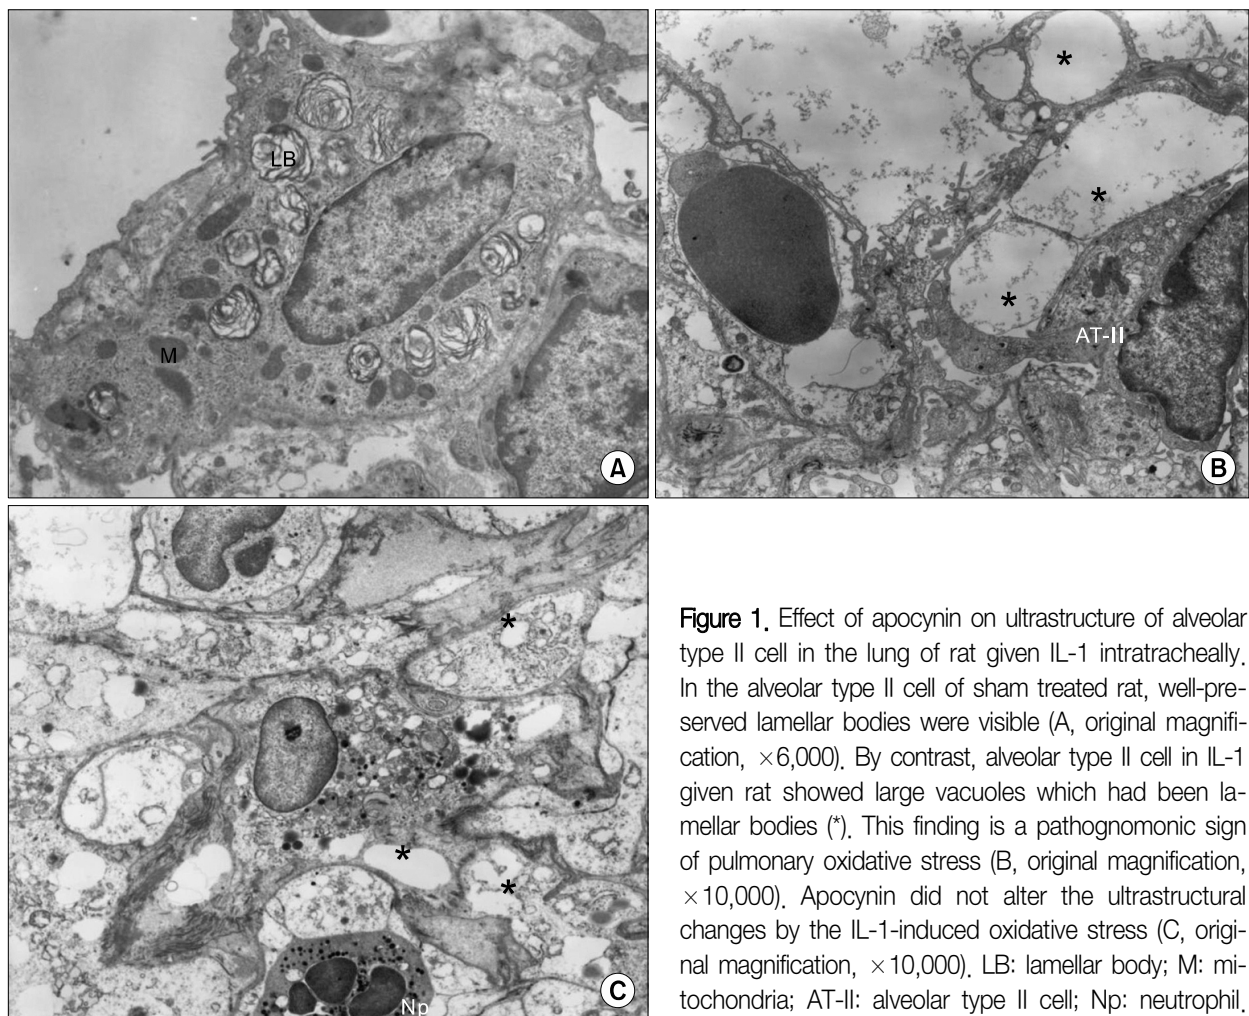 LB
M
A
*
*
*
AT-II
B
*
*
*
Np
C
Figure 1. Effect of apocynin on ultrastructure of alveolar
type II cell in the lung of rat given IL-1 intratracheally.
In the alveolar type II cell of sham treated rat, well-pre-
served lamellar bodies were visible (A, original magnifi-
cation, ×6,000). By contrast, alveolar type II cell in IL-1
given rat showed large vacuoles which had been la-
mellar bodies (*). This finding is a pathognomonic sign
of pulmonary oxidative stress (B, original magnification,
×10,000). Apocynin did not alter the ultrastructural
changes by the IL-1-induced oxidative stress (C, origi-
nal magnification, ×10,000). LB: lamellar body; M: mi-
tochondria; AT-II: alveolar type II cell; Np: neutrophil.